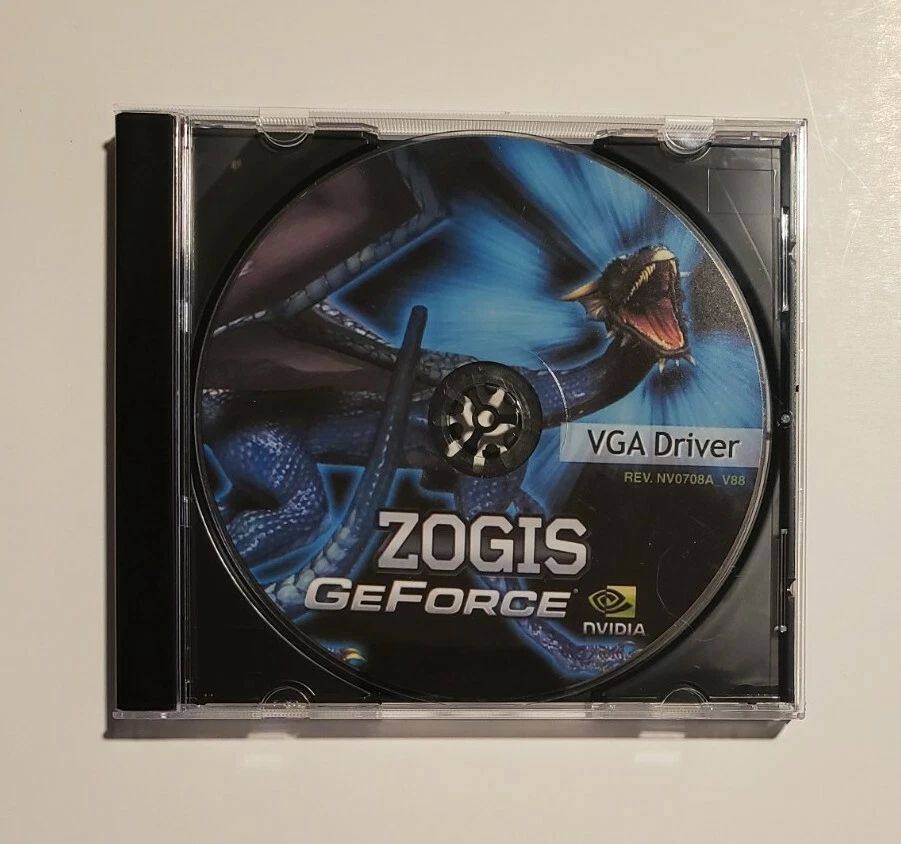 VGA Driver
REV. NV0708A_V88
ZOGIS
GEFORCE
NVIDIA